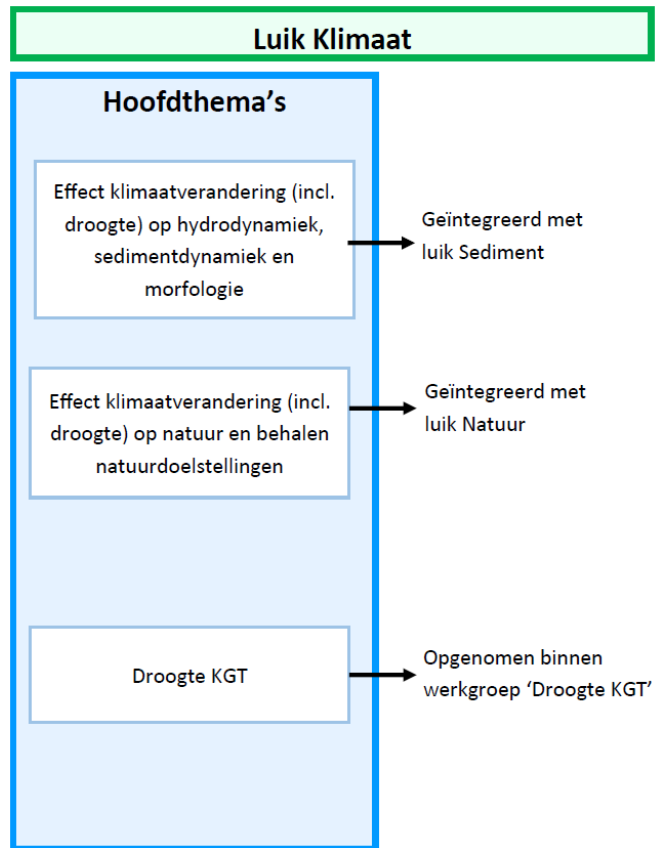 Luik Klimaat
Hoofdthema's
Effect klimaatverandering (incl.
droogte) op hydrodynamiek,
sedimentdynamiek en
morfologie
Geïntegreerd met
luik Sediment
Effect klimaatverandering (incl.
droogte) op natuur en behalen
natuurdoelstellingen
Geïntegreerd met
luik Natuur
Droogte KGT
Opgenomen binnen
werkgroep ‘Droogte KGT’